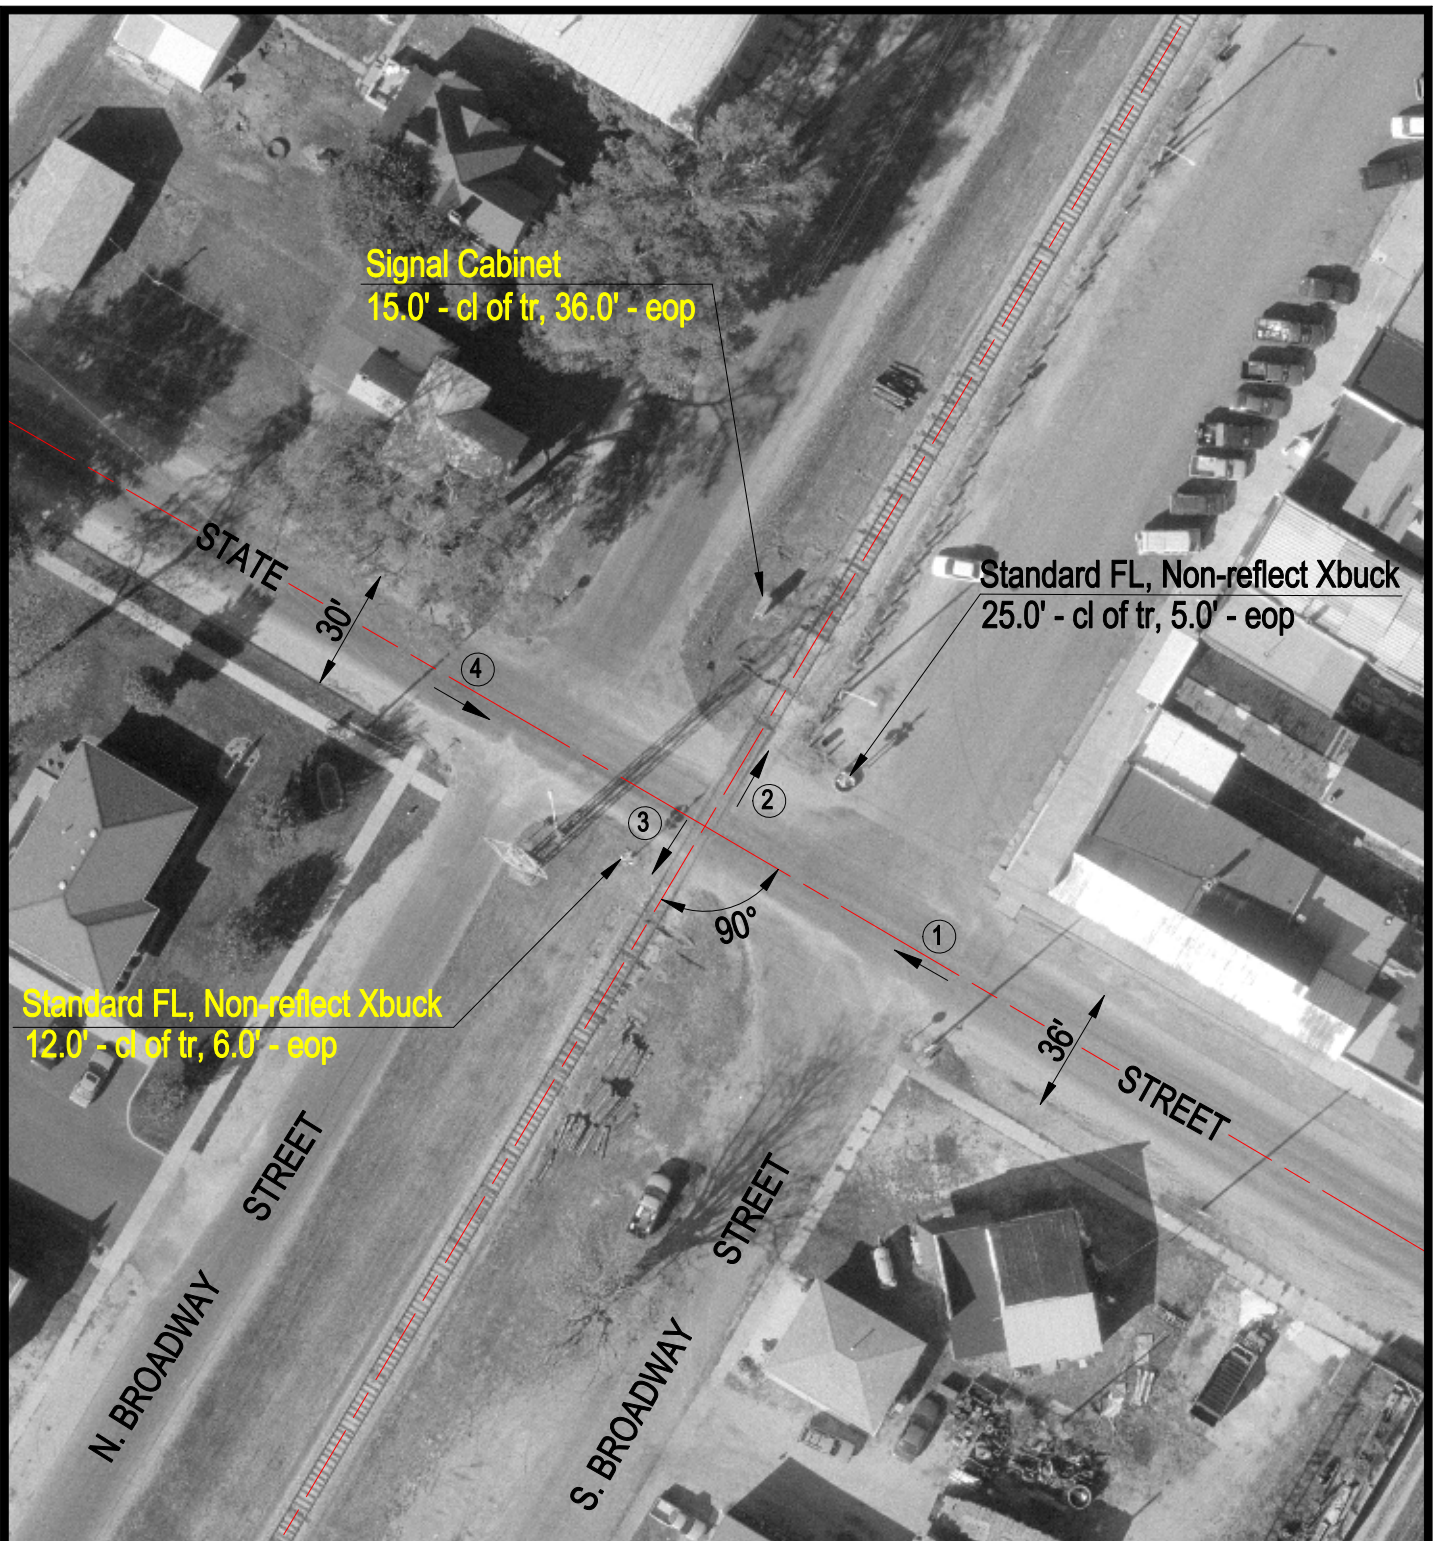 Signal Cabinet
15.0' - cl of tr, 36.0' - eop
STATE
30'
Standard FL, Non-reflect Xbuck
25.0' - cl of tr, 5.0' - eop
4
2
3
90°
1
Standard FL, Non-reflect Xbuck
12.0' - cl of tr, 6.0' - eop
36'
STREET
N. BROADWAY STREET
S. BROADWAY STREET